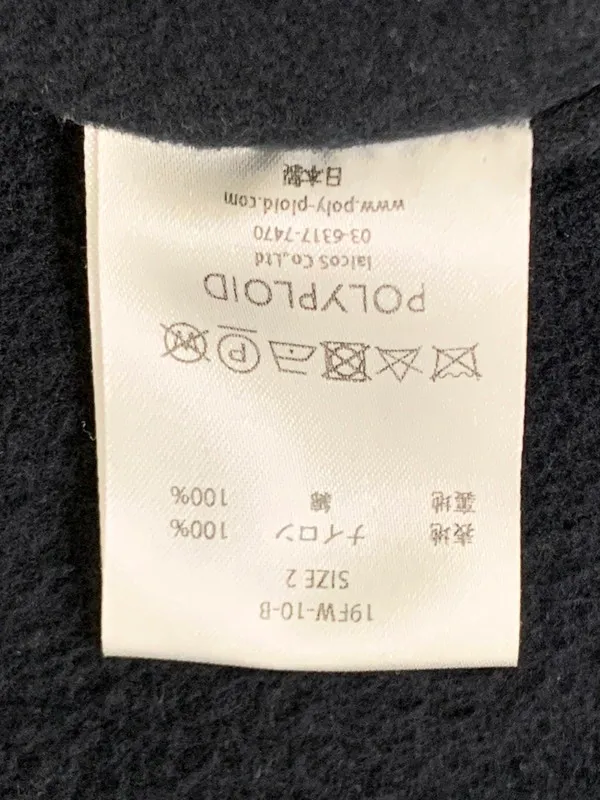 19FW-10-B
SIZE 2
表地 ナイロン 100%
裏地 綿 100%
POLYPLOID
laicoS Co.,Ltd
03-6317-7470
www.poly-ploid.com
日本製